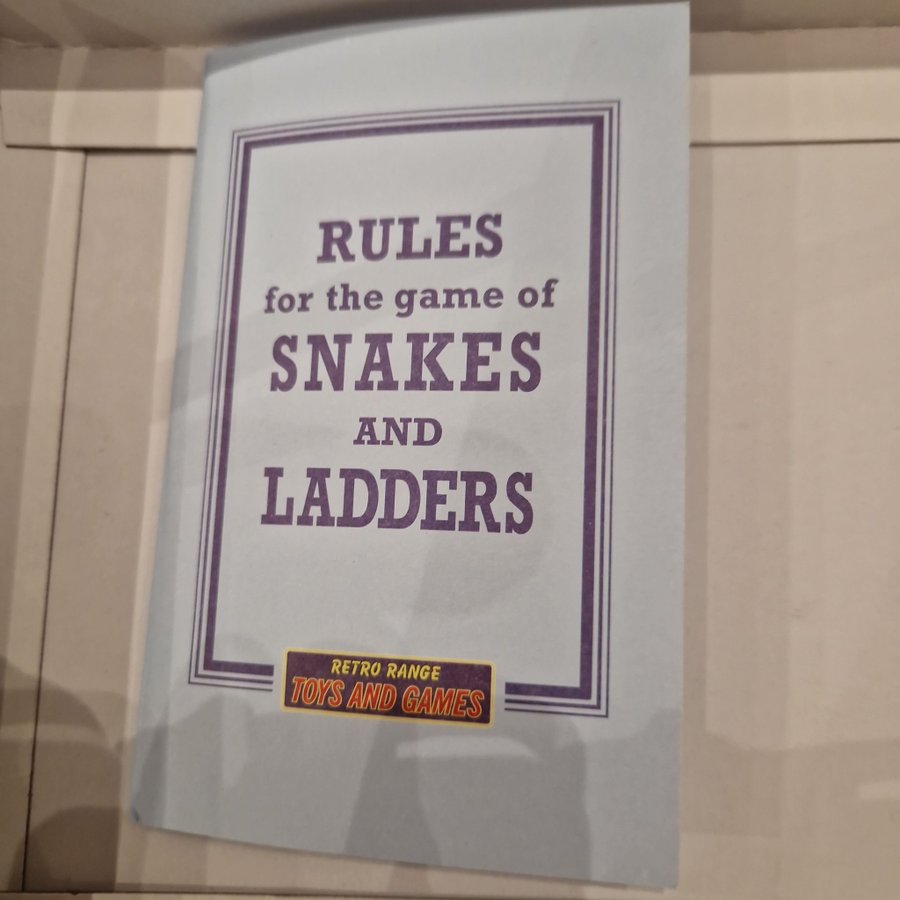 RULES
for the game of
SNAKES
AND
LADDERS
RETRO RANGE
TOYS AND GAMES